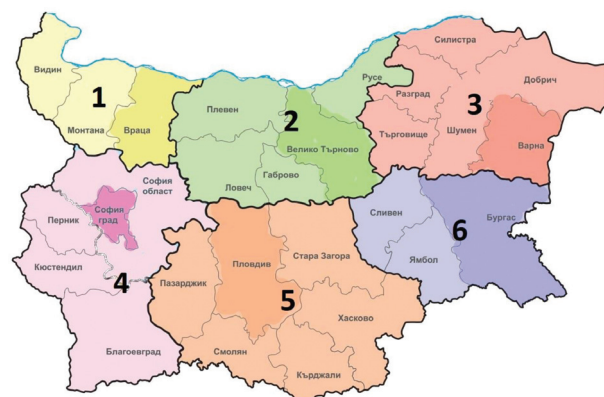 Силистра
Видин
Русе
Добрич
1
Разград
3
Плевен
2
Монтана
Враца
Търговище
Шумен
Варна
Велико Търново
Габрово
Ловеч
София
област
София
град
Перник
Сливен
Бургас
6
Ямбол
Стара Загора
Кюстендил
4
Пазарджик
Пловдив
5
Хасково
Благоевград
Смолян
Кърджали